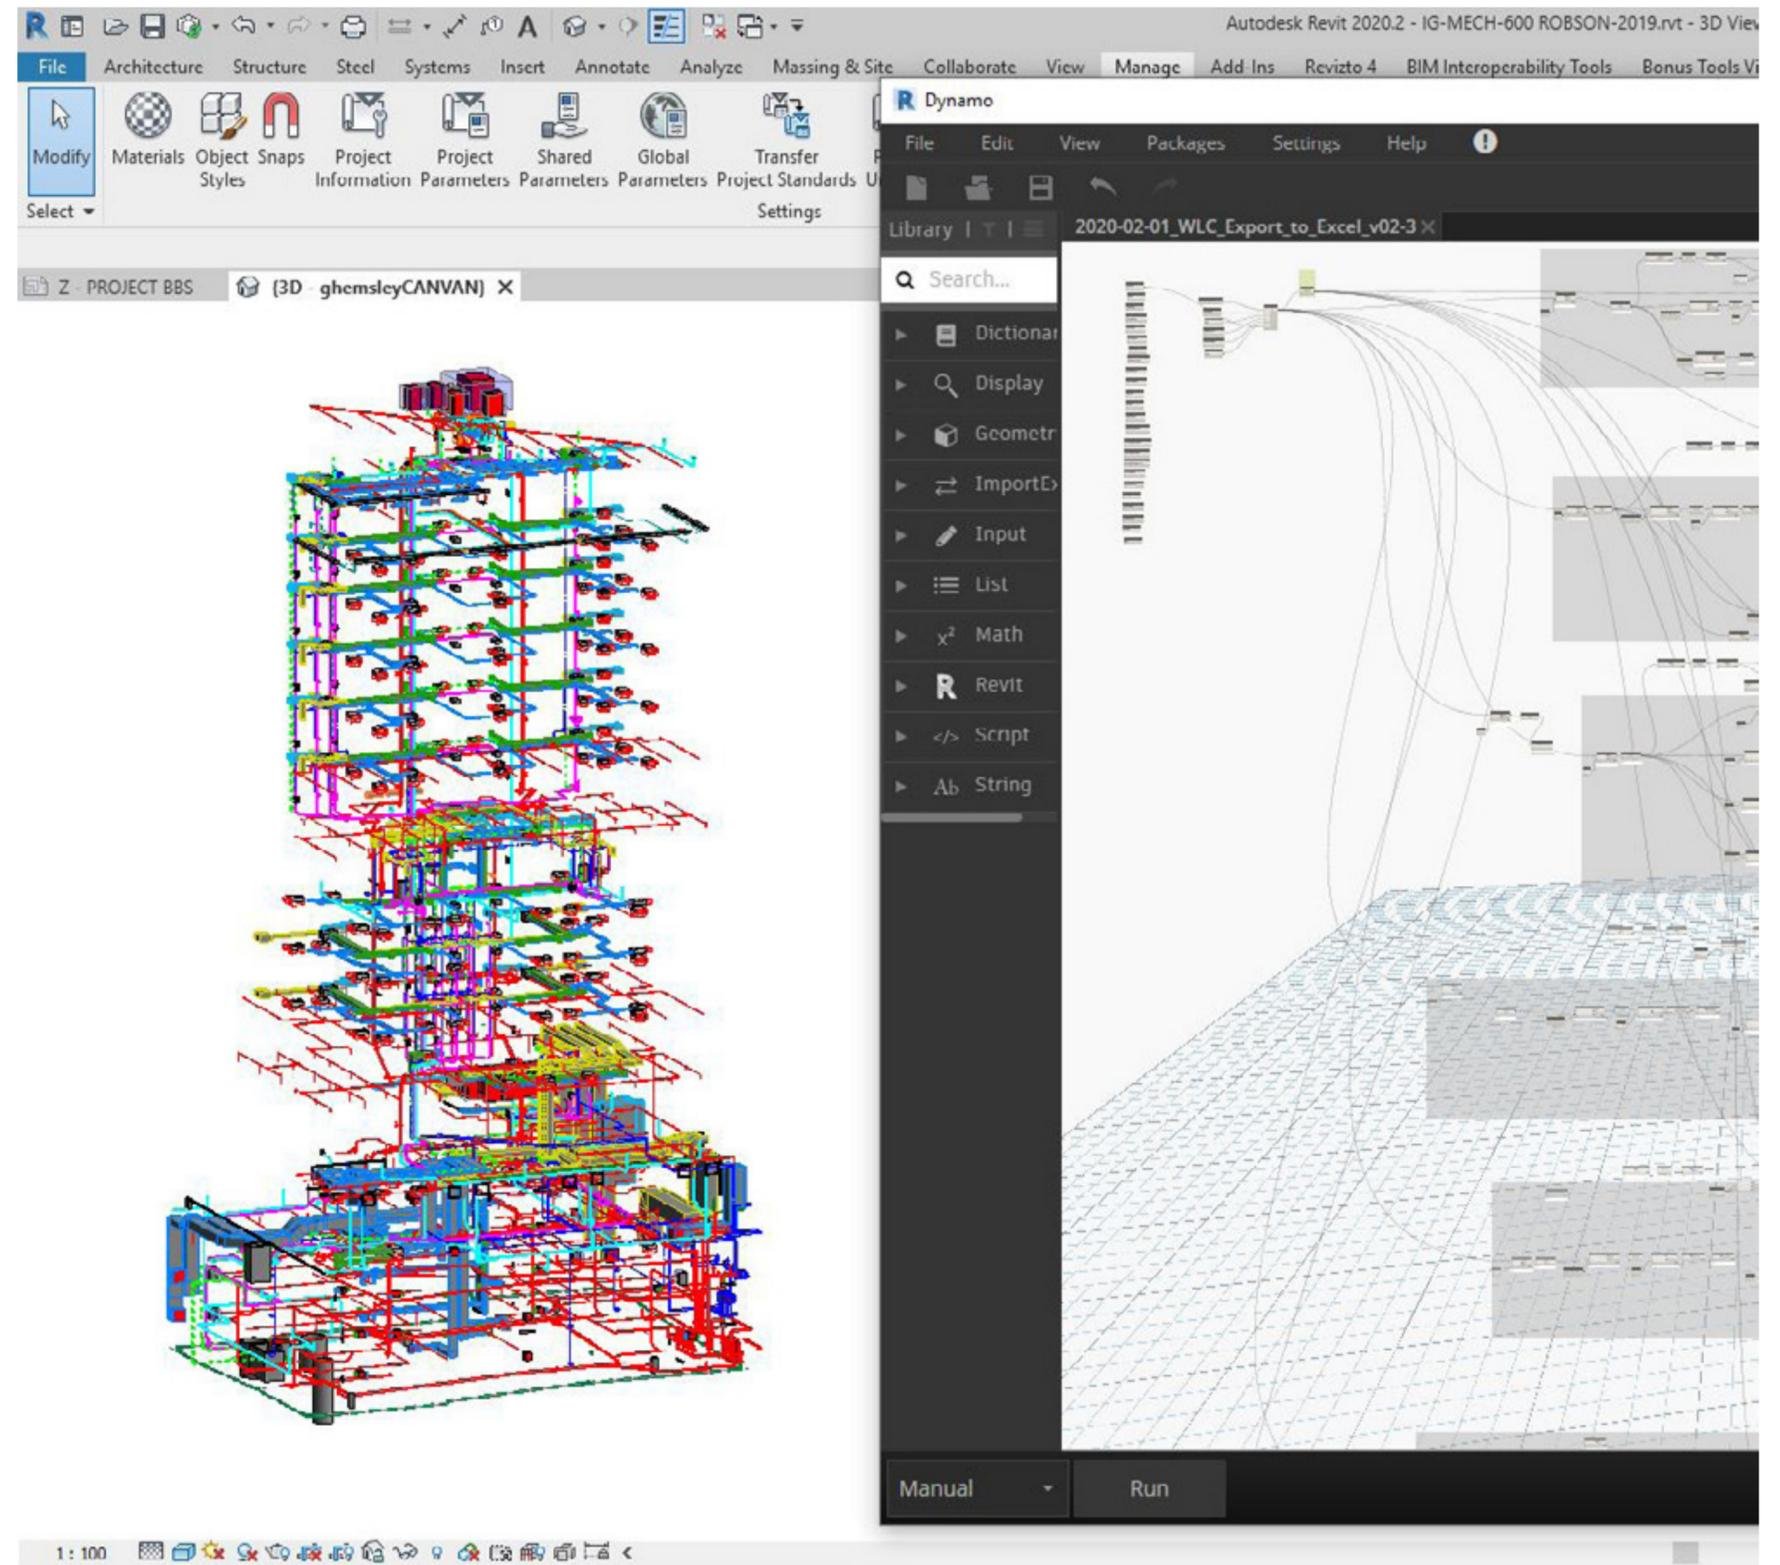 Autodesk Revit 2020.2 - IG-MECH-600 ROBSON-2019.rvt - 3D View
File Architecture Structure Steel Systems Insert Annotate Analyze Massing & Site Collaborate View Manage Add-Ins Revizto 4 BIM Interoperability Tools Bonus Tools
Modify
Materials
Object Styles
Snaps
Project Information
Project Parameters
Shared Parameters
Global Parameters
Transfer Project Standards
Select
Settings
Z - PROJECT BBS
{3D - ghemsleyCANVAN}
Dynamo
File Edit View Packages Settings Help
Library
2020-02-01_WLC_Export_to_Excel_v02-3
Search...
Dictionar
Display
Geometr
ImportEx
Input
List
Math
Revit
Script
Ab String
Manual
Run
1 : 100